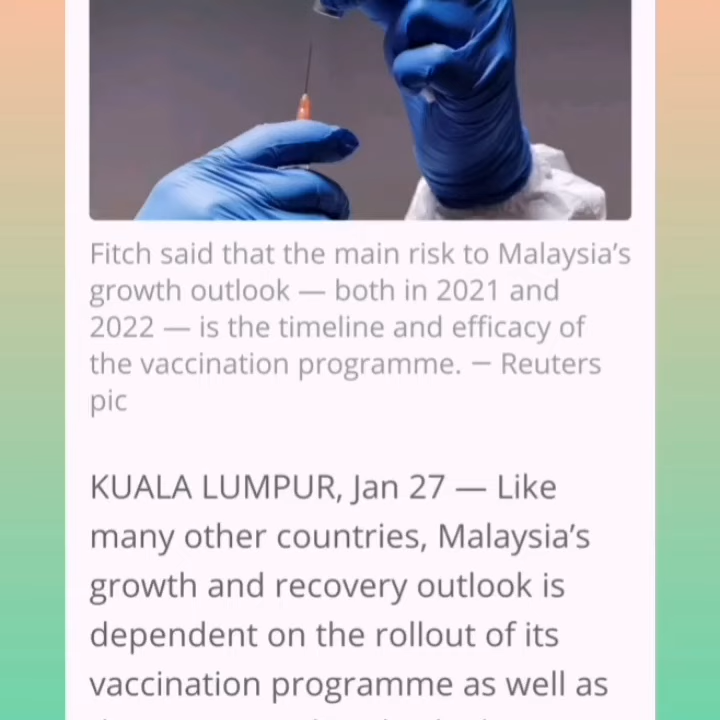 Fitch said that the main risk to Malaysia’s
growth outlook — both in 2021 and
2022 — is the timeline and efficacy of
the vaccination programme. — Reuters
pic
KUALA LUMPUR, Jan 27 — Like
many other countries, Malaysia’s
growth and recovery outlook is
dependent on the rollout of its
vaccination programme as well as